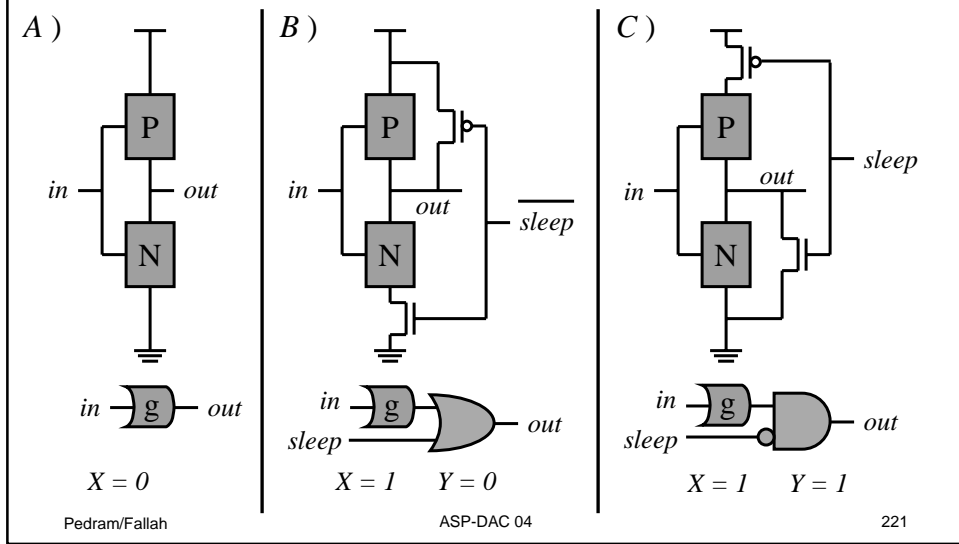 A )
P
in
out
N
in
g
out
X = 0
B )
P
in
out
sleep
N
in
g
sleep
out
X = 1 Y = 0
C )
P
sleep
in
out
N
in
g
sleep
out
X = 1 Y = 1
Pedram/Fallah ASP-DAC 04 221